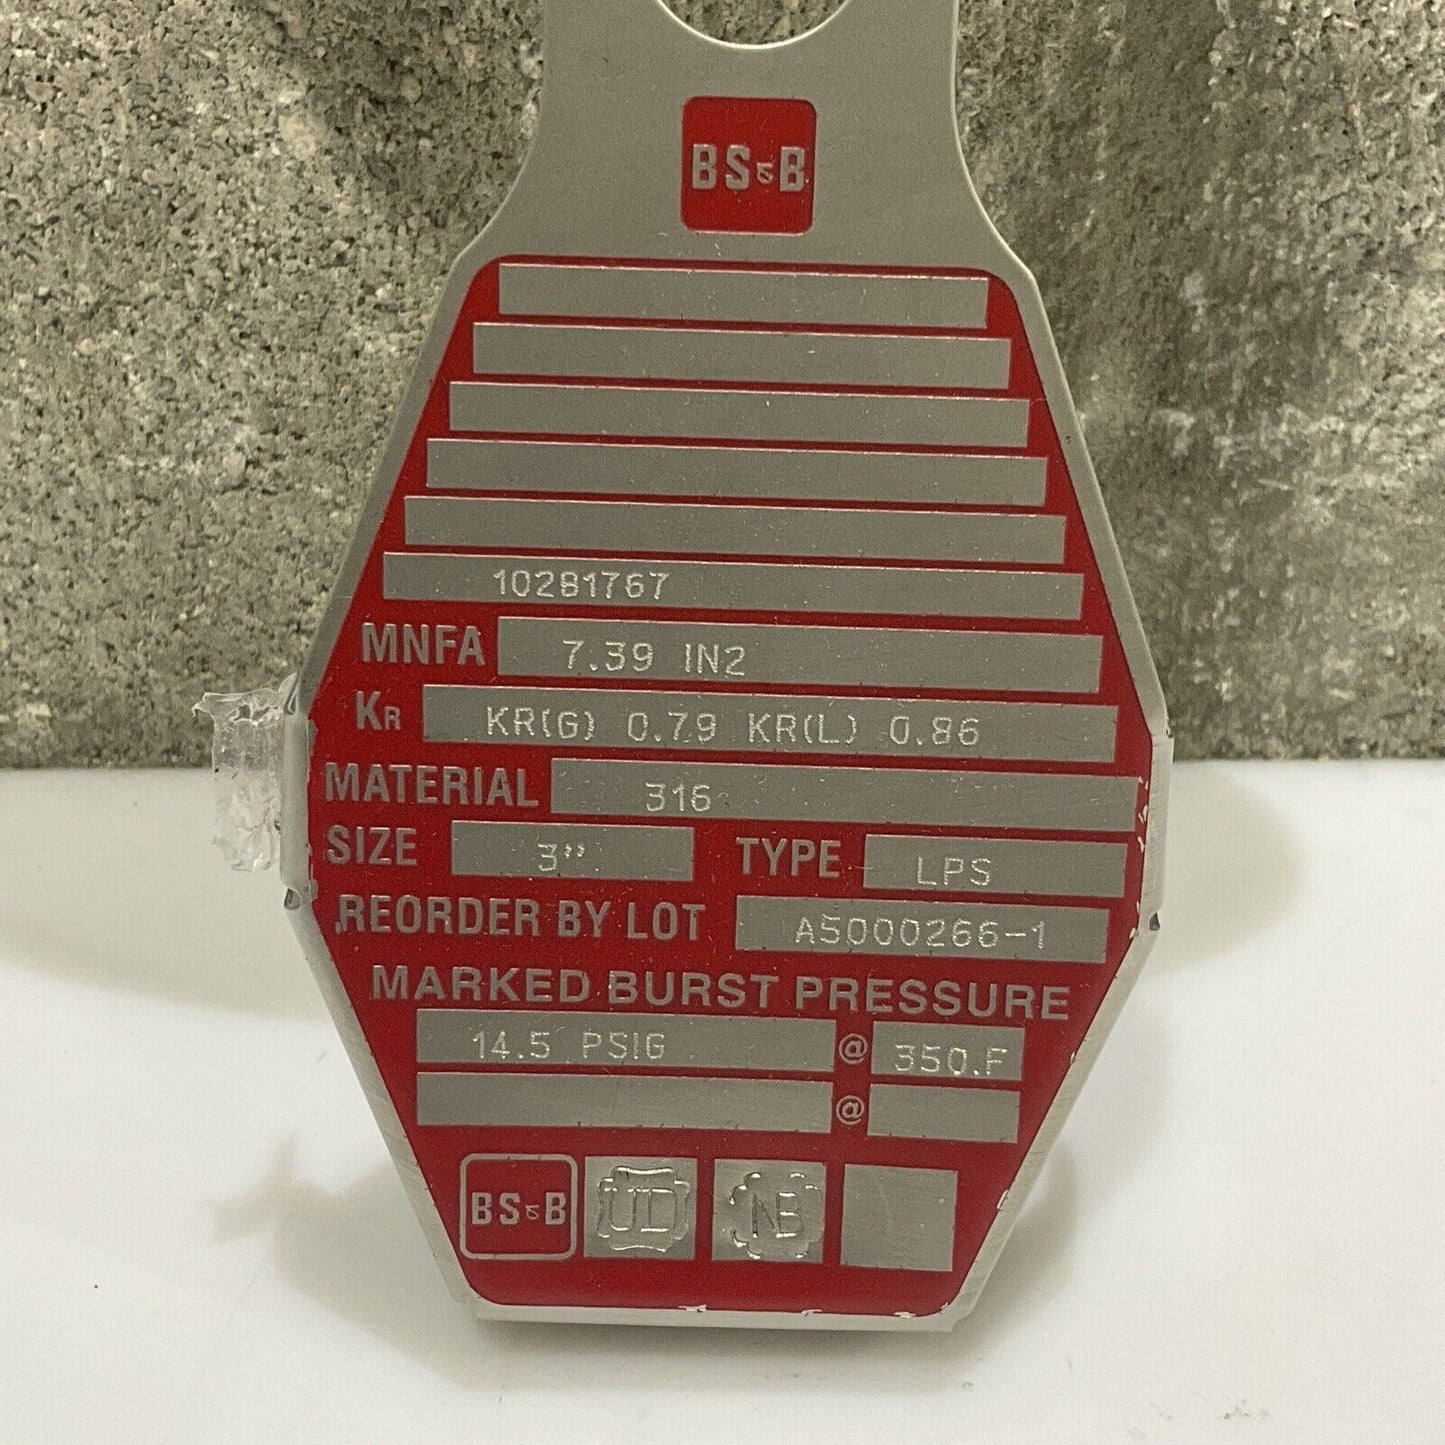 BS&B
10281767
MNFA 7.39 IN2
KR KR(G) 0.79 KR(L) 0.86
MATERIAL 316
SIZE 3" TYPE LPS
REORDER BY LOT A5000266-1
MARKED BURST PRESSURE
14.5 PSIG @ 350.F
@
BS&B UD NB